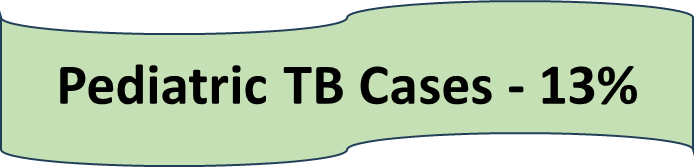 Pediatric TB Cases - 13%